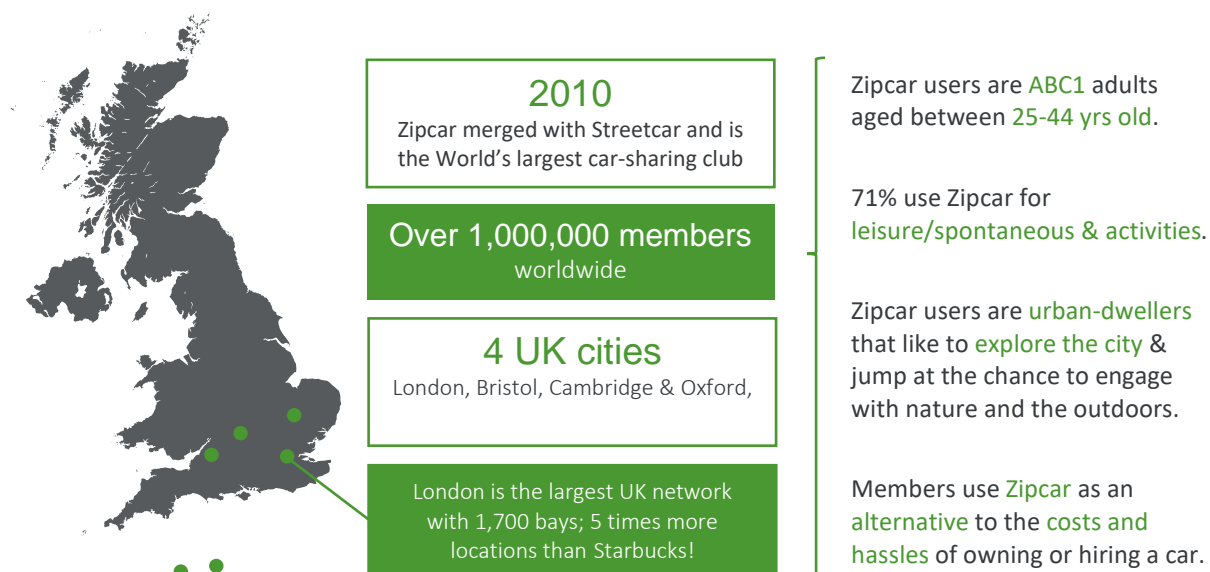 2010
Zipcar merged with Streetcar and is
the World’s largest car-sharing club
Over 1,000,000 members
worldwide
4 UK cities
London, Bristol, Cambridge & Oxford,
London is the largest UK network
with 1,700 bays; 5 times more
locations than Starbucks!
Zipcar users are ABC1 adults
aged between 25-44 yrs old.
71% use Zipcar for
leisure/spontaneous & activities.
Zipcar users are urban-dwellers
that like to explore the city &
jump at the chance to engage
with nature and the outdoors.
Members use Zipcar as an
alternative to the costs and
hassles of owning or hiring a car.